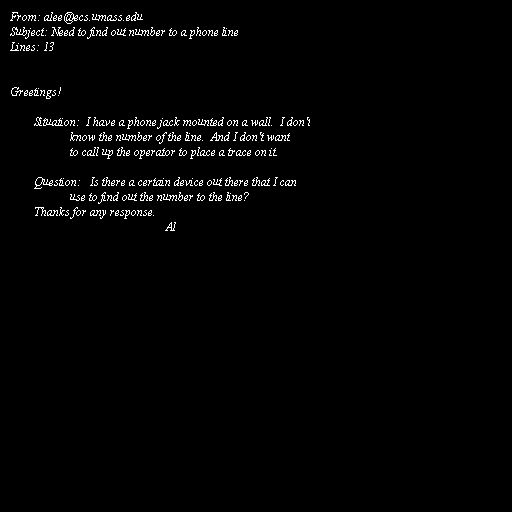 From: alee@ecs.umass.edu
Subject: Need to find out number to a phone line
Lines: 13
Greetings!
Situation: I have a phone jack mounted on a wall. I don't
know the number of the line. And I don't want
to call up the operator to place a trace on it.
Question: Is there a certain device out there that I can
use to find out the number to the line?
Thanks for any response.
Al